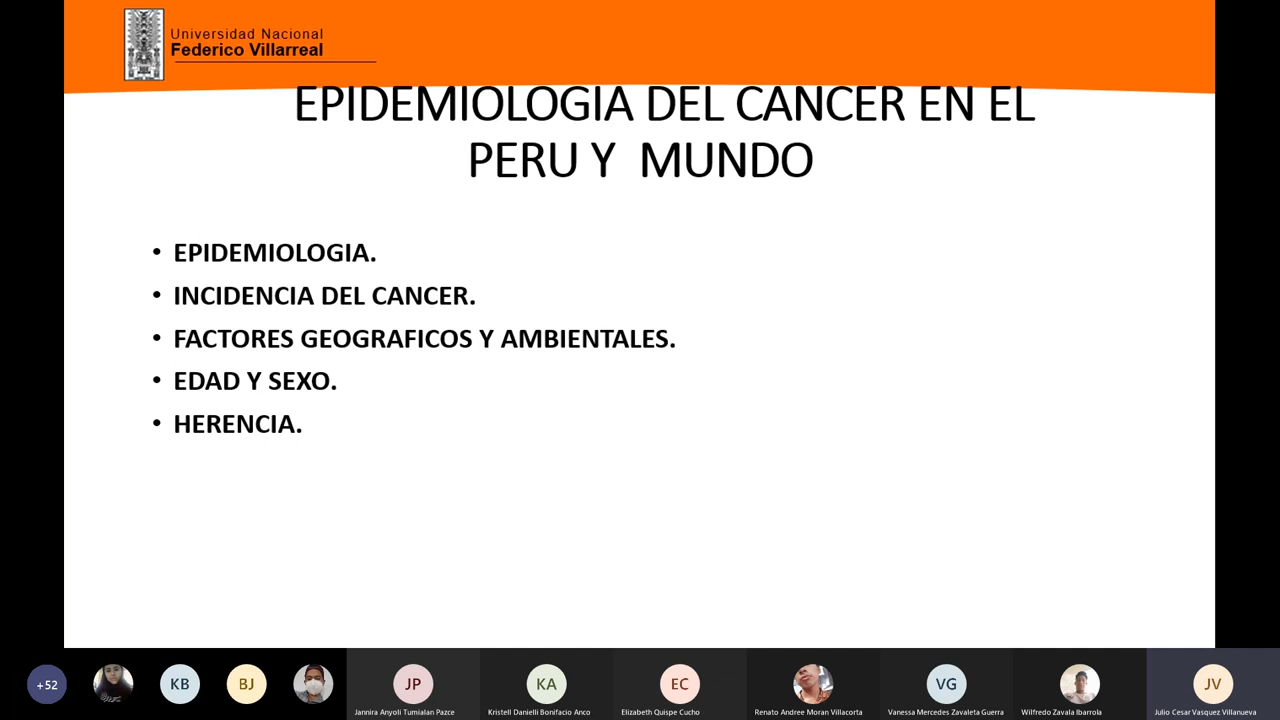 Universidad Nacional
Federico Villarreal
EPIDEMIOLOGIA DEL CANCER EN EL
PERU Y MUNDO
• EPIDEMIOLOGIA.
• INCIDENCIA DEL CANCER.
• FACTORES GEOGRAFICOS Y AMBIENTALES.
• EDAD Y SEXO.
• HERENCIA.
+52
KB
BJ
JP
KA
EC
VG
JV
Jannira Anyoli Tumialan Pazce
Kristell Danielli Bonifacio Anco
Elizabeth Quispe Cucho
Renato Andree Moran Villacorta
Vanessa Mercedes Zavaleta Guerra
Wilfredo Zavala Ibarrola
Julio Cesar Vasquez Villanueva